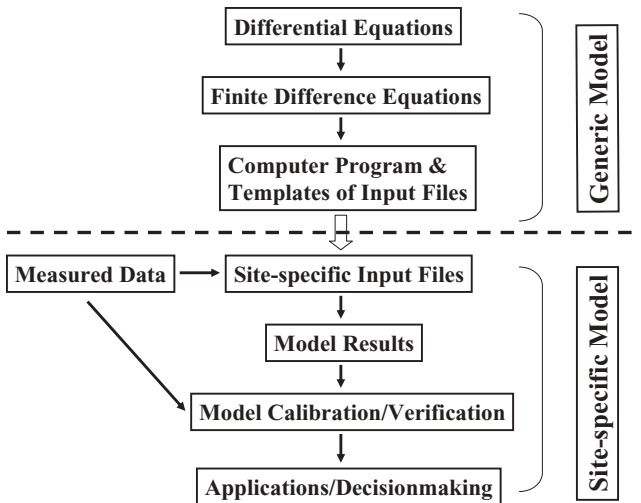 Differential Equations
Finite Difference Equations
Computer Program &
Templates of Input Files
Generic Model
Measured Data
Site-specific Input Files
Model Results
Model Calibration/Verification
Applications/Decisionmaking
Site-specific Model